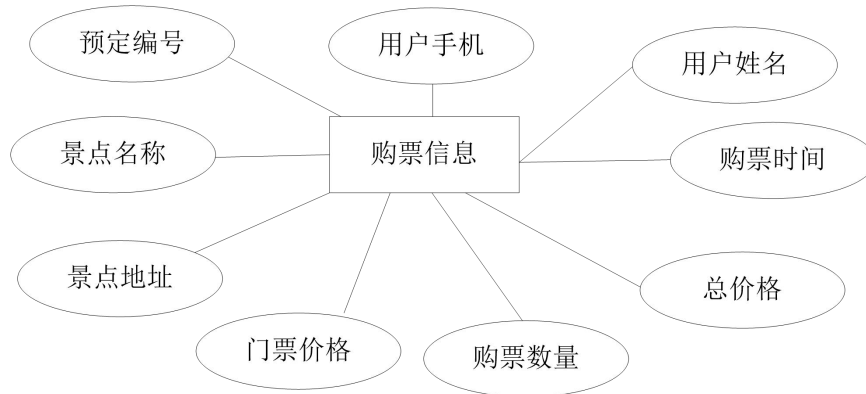 预定编号
用户手机
用户姓名
景点名称
购票信息
购票时间
景点地址
总价格
门票价格
购票数量